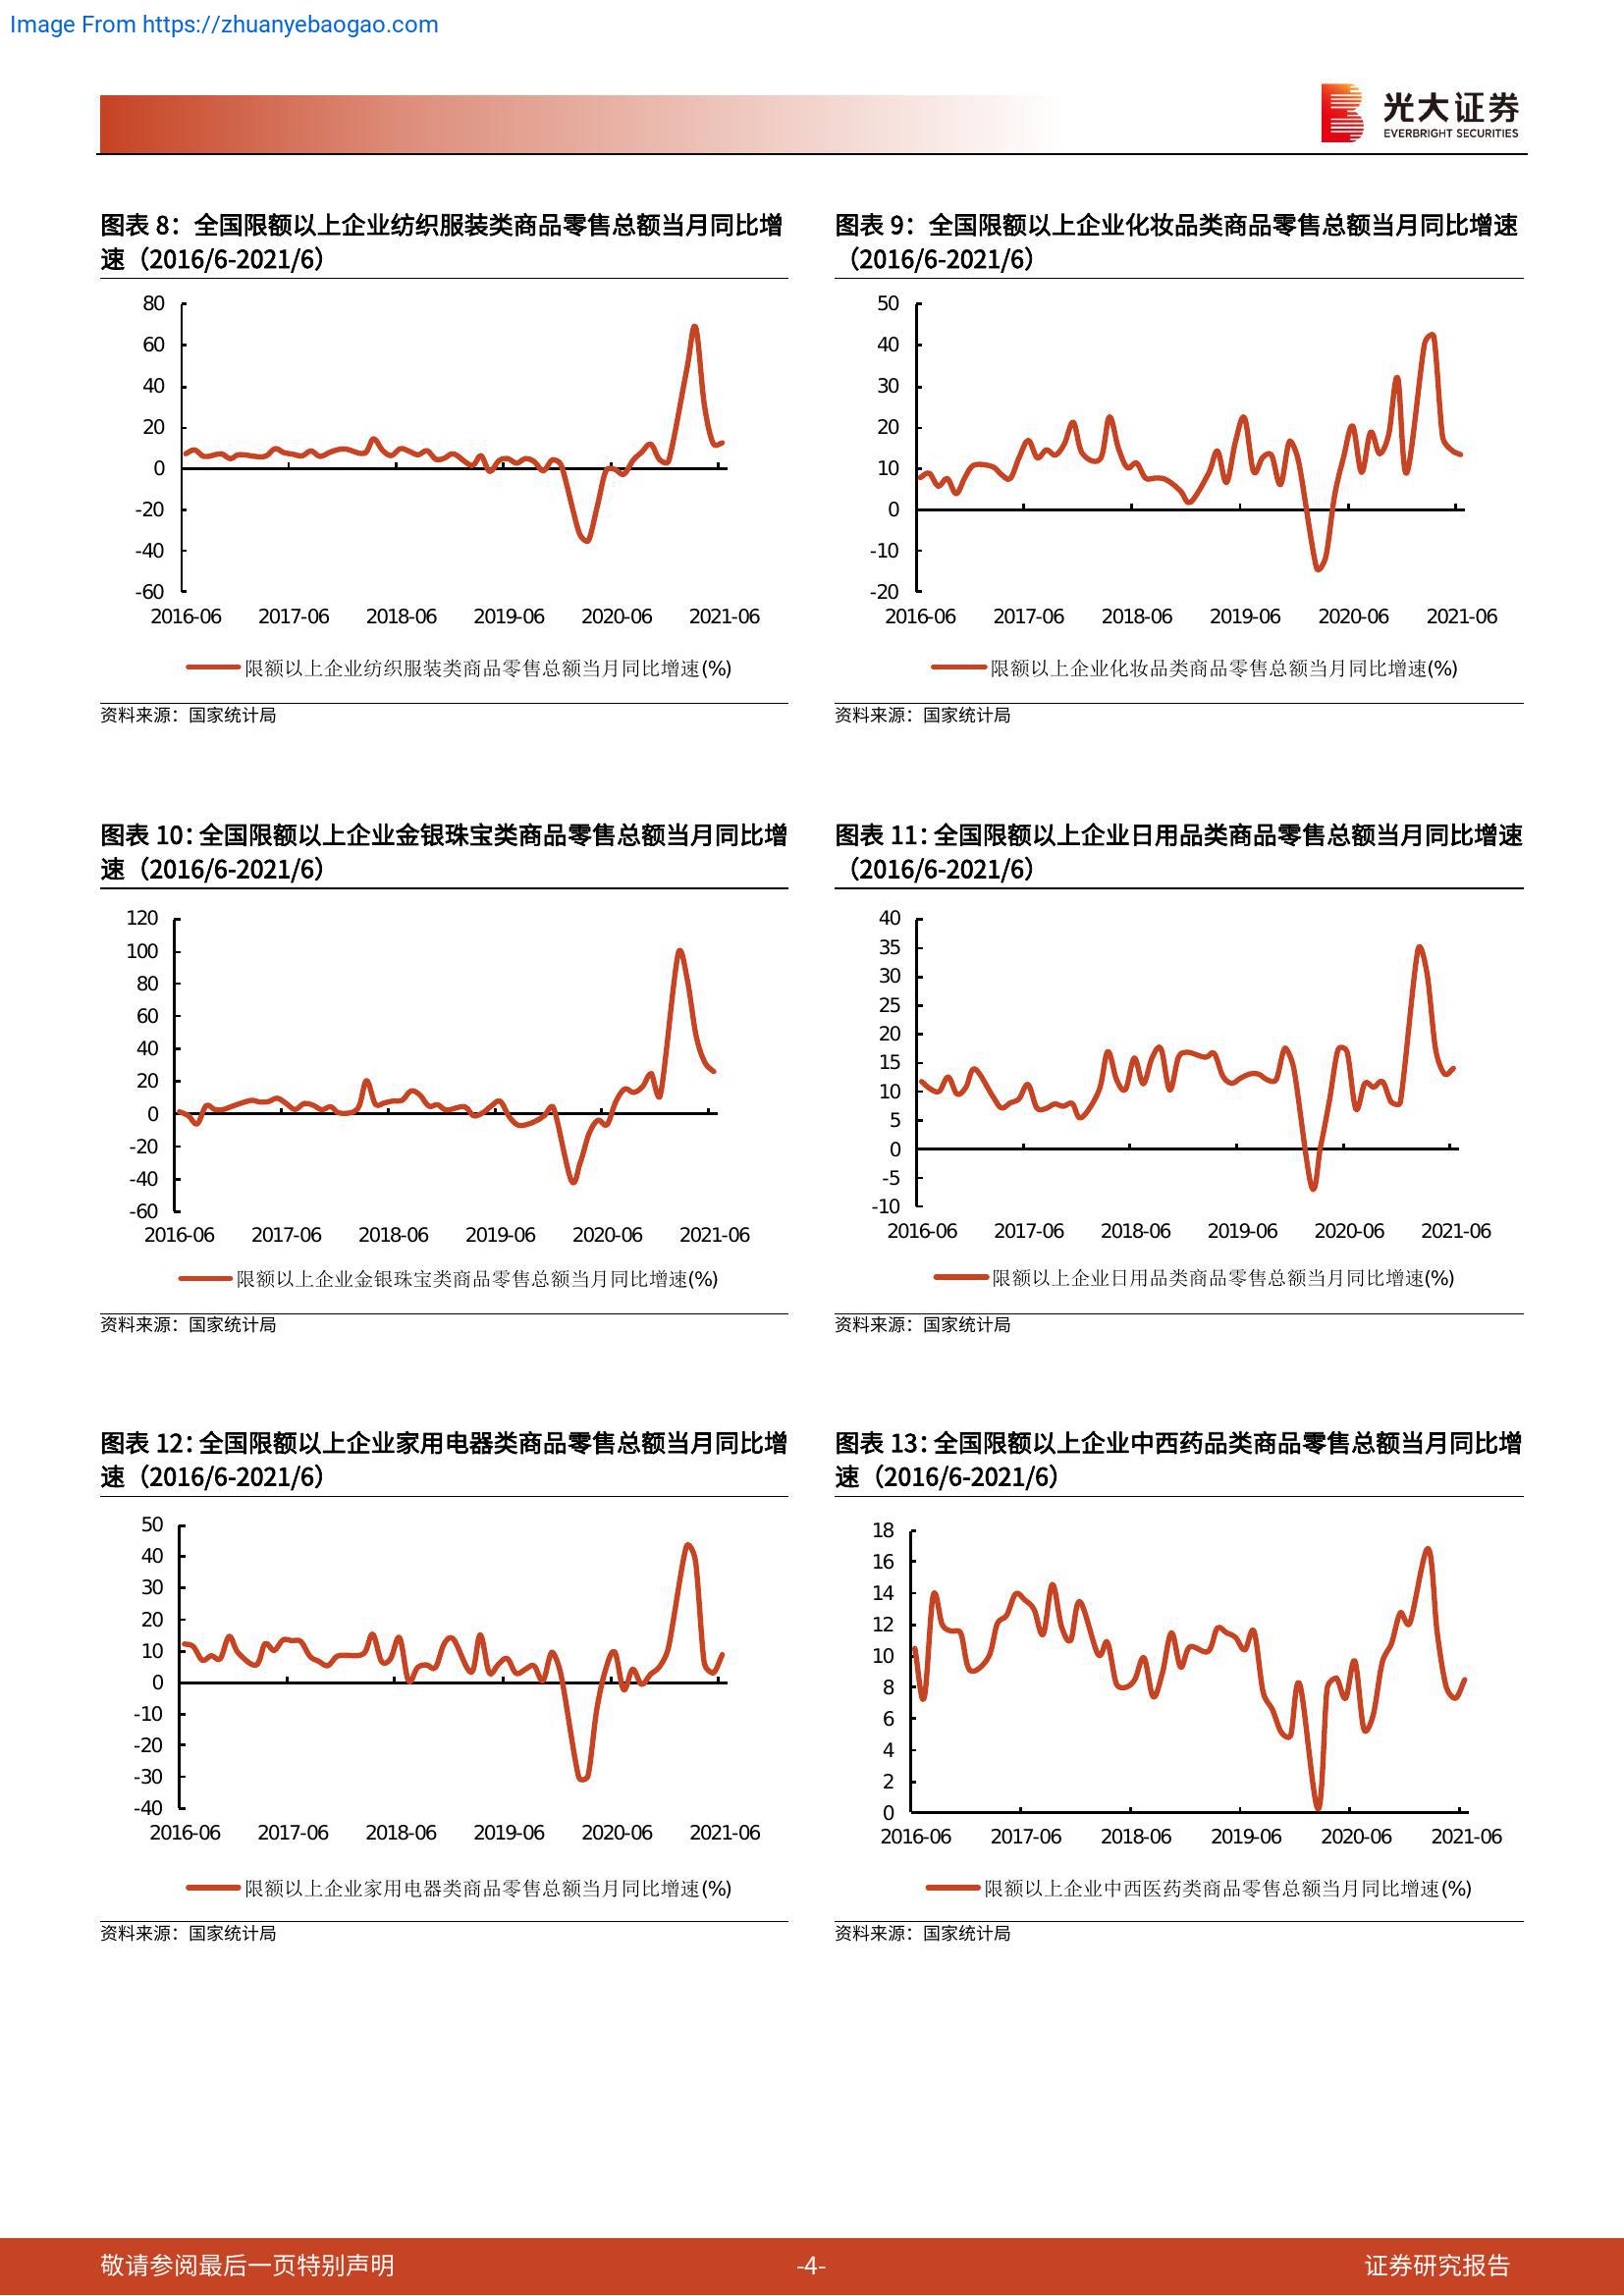 Image From https://zhuanyebaogao.com
光大证券
EVERBRIGHT SECURITIES
图表 8：全国限额以上企业纺织服装类商品零售总额当月同比增
速（2016/6-2021/6）
80
60
40
20
0
-20
-40
-60
2016-06 2017-06 2018-06 2019-06 2020-06 2021-06
限额以上企业纺织服装类商品零售总额当月同比增速(%)
资料来源：国家统计局
图表 9：全国限额以上企业化妆品类商品零售总额当月同比增速
（2016/6-2021/6）
50
40
30
20
10
0
-10
-20
2016-06 2017-06 2018-06 2019-06 2020-06 2021-06
限额以上企业化妆品类商品零售总额当月同比增速(%)
资料来源：国家统计局
图表 10：全国限额以上企业金银珠宝类商品零售总额当月同比增
速（2016/6-2021/6）
120
100
80
60
40
20
0
-20
-40
-60
2016-06 2017-06 2018-06 2019-06 2020-06 2021-06
限额以上企业金银珠宝类商品零售总额当月同比增速(%)
资料来源：国家统计局
图表 11：全国限额以上企业日用品类商品零售总额当月同比增速
（2016/6-2021/6）
40
35
30
25
20
15
10
5
0
-5
-10
2016-06 2017-06 2018-06 2019-06 2020-06 2021-06
限额以上企业日用品类商品零售总额当月同比增速(%)
资料来源：国家统计局
图表 12：全国限额以上企业家用电器类商品零售总额当月同比增
速（2016/6-2021/6）
50
40
30
20
10
0
-10
-20
-30
-40
2016-06 2017-06 2018-06 2019-06 2020-06 2021-06
限额以上企业家用电器类商品零售总额当月同比增速(%)
资料来源：国家统计局
图表 13：全国限额以上企业中西药品类商品零售总额当月同比增
速（2016/6-2021/6）
18
16
14
12
10
8
6
4
2
0
2016-06 2017-06 2018-06 2019-06 2020-06 2021-06
限额以上企业中西医药类商品零售总额当月同比增速(%)
资料来源：国家统计局
敬请参阅最后一页特别声明 -4- 证券研究报告